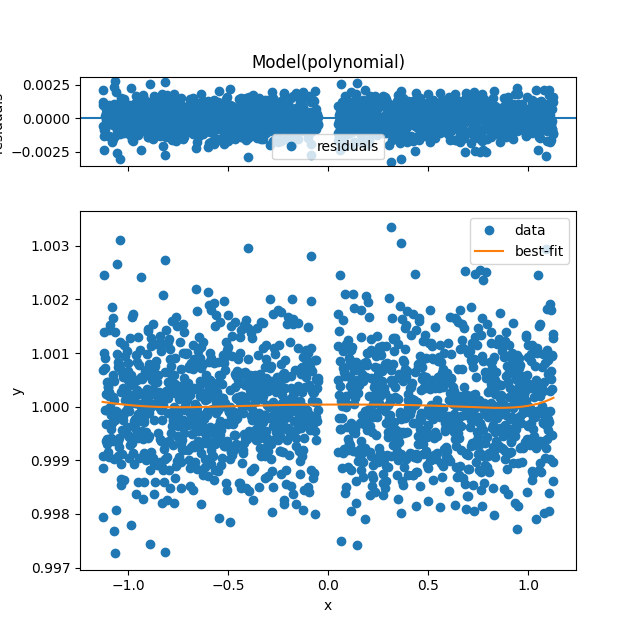 Model(polynomial)
0.0025
0.0000
−0.0025
residuals
residuals
data
best-fit
1.003
1.002
1.001
1.000
0.999
0.998
0.997
y
−1.0 −0.5 0.0 0.5 1.0
x